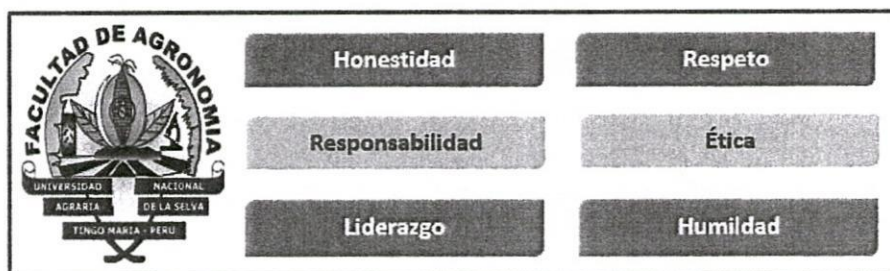 FACULTAD DE AGRONOMIA
UNIVERSIDAD NACIONAL
AGRARIA DE LA SELVA
TINGO MARIA - PERU
Honestidad Respeto
Responsabilidad Ética
Liderazgo Humildad